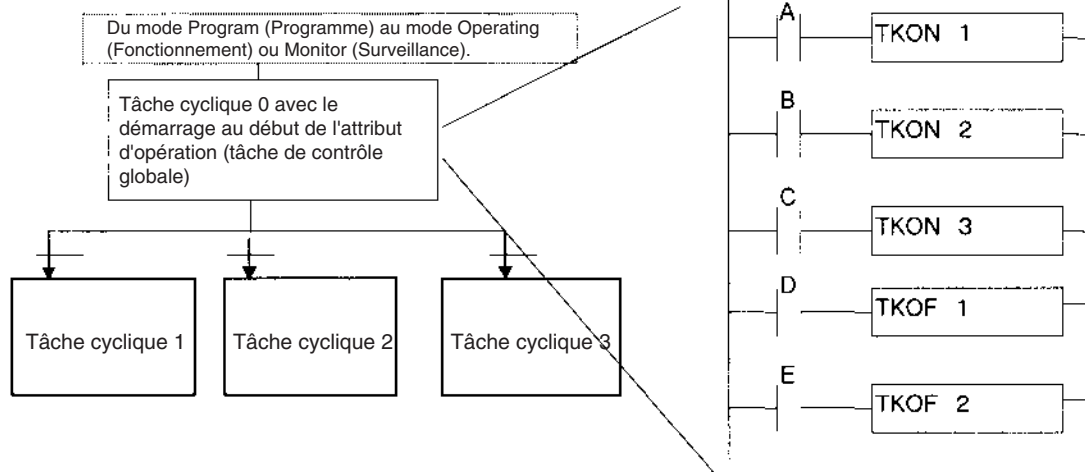 Du mode Program (Programme) au mode Operating
(Fonctionnement) ou Monitor (Surveillance).
Tâche cyclique 0 avec le
démarrage au début de l'attribut
d'opération (tâche de contrôle
globale)
Tâche cyclique 1
Tâche cyclique 2
Tâche cyclique 3
A
TKON 1
B
TKON 2
C
TKON 3
D
TKOF 1
E
TKOF 2